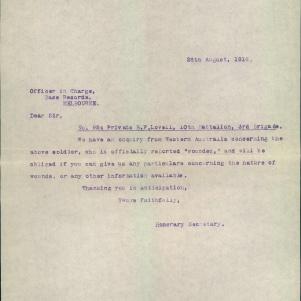 August, 1916.
Officer in Charge,
Base Records,
MELBOURNE.
Dear Sir,
Private Lovell, 10th Battalion, 3rd Brigade.
We have an enquiry from Western Australia concerning the
above soldier, who is officially reported "wounded," and will be
obliged if you can give us any particulars concerning the nature of
wounds, or any other information available.
Thanking you in anticipation,
Yours faithfully,
Honorary Secretary.